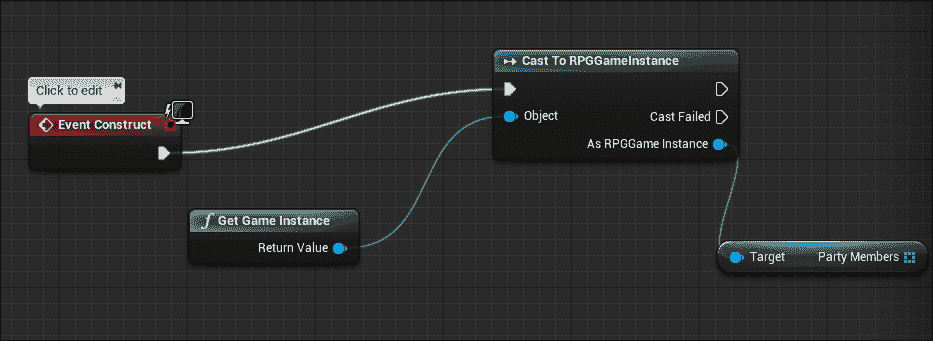 Click to edit
Event Construct
Get Game Instance
Return Value
Cast To RPGGameInstance
Object
Cast Failed
As RPGGame Instance
Target Party Members